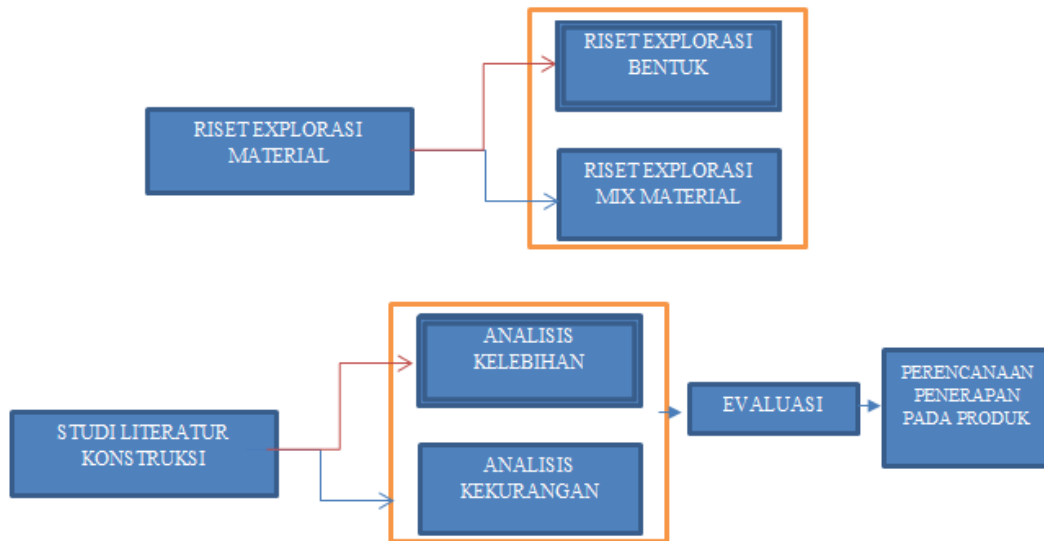 RISET EXPLORASI
BENTUK
RISET EXPLORASI
MATERIAL
RISET EXPLORASI
MIX MATERIAL
ANALISIS
KELEBIHAN
STUDI LITERATUR
KONSTRUKSI
ANALISIS
KEKURANGAN
EVALUASI
PERENCANAAN
PENERAPAN
PADA PRODUK